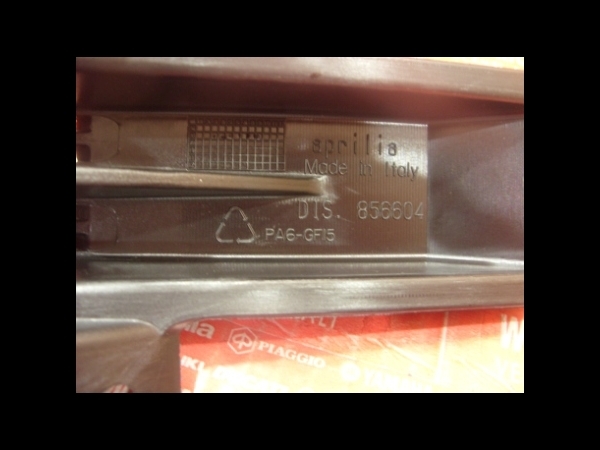 aprilia
Made in Italy
DIS. 856604
PA6-GF15
PIAGGIO